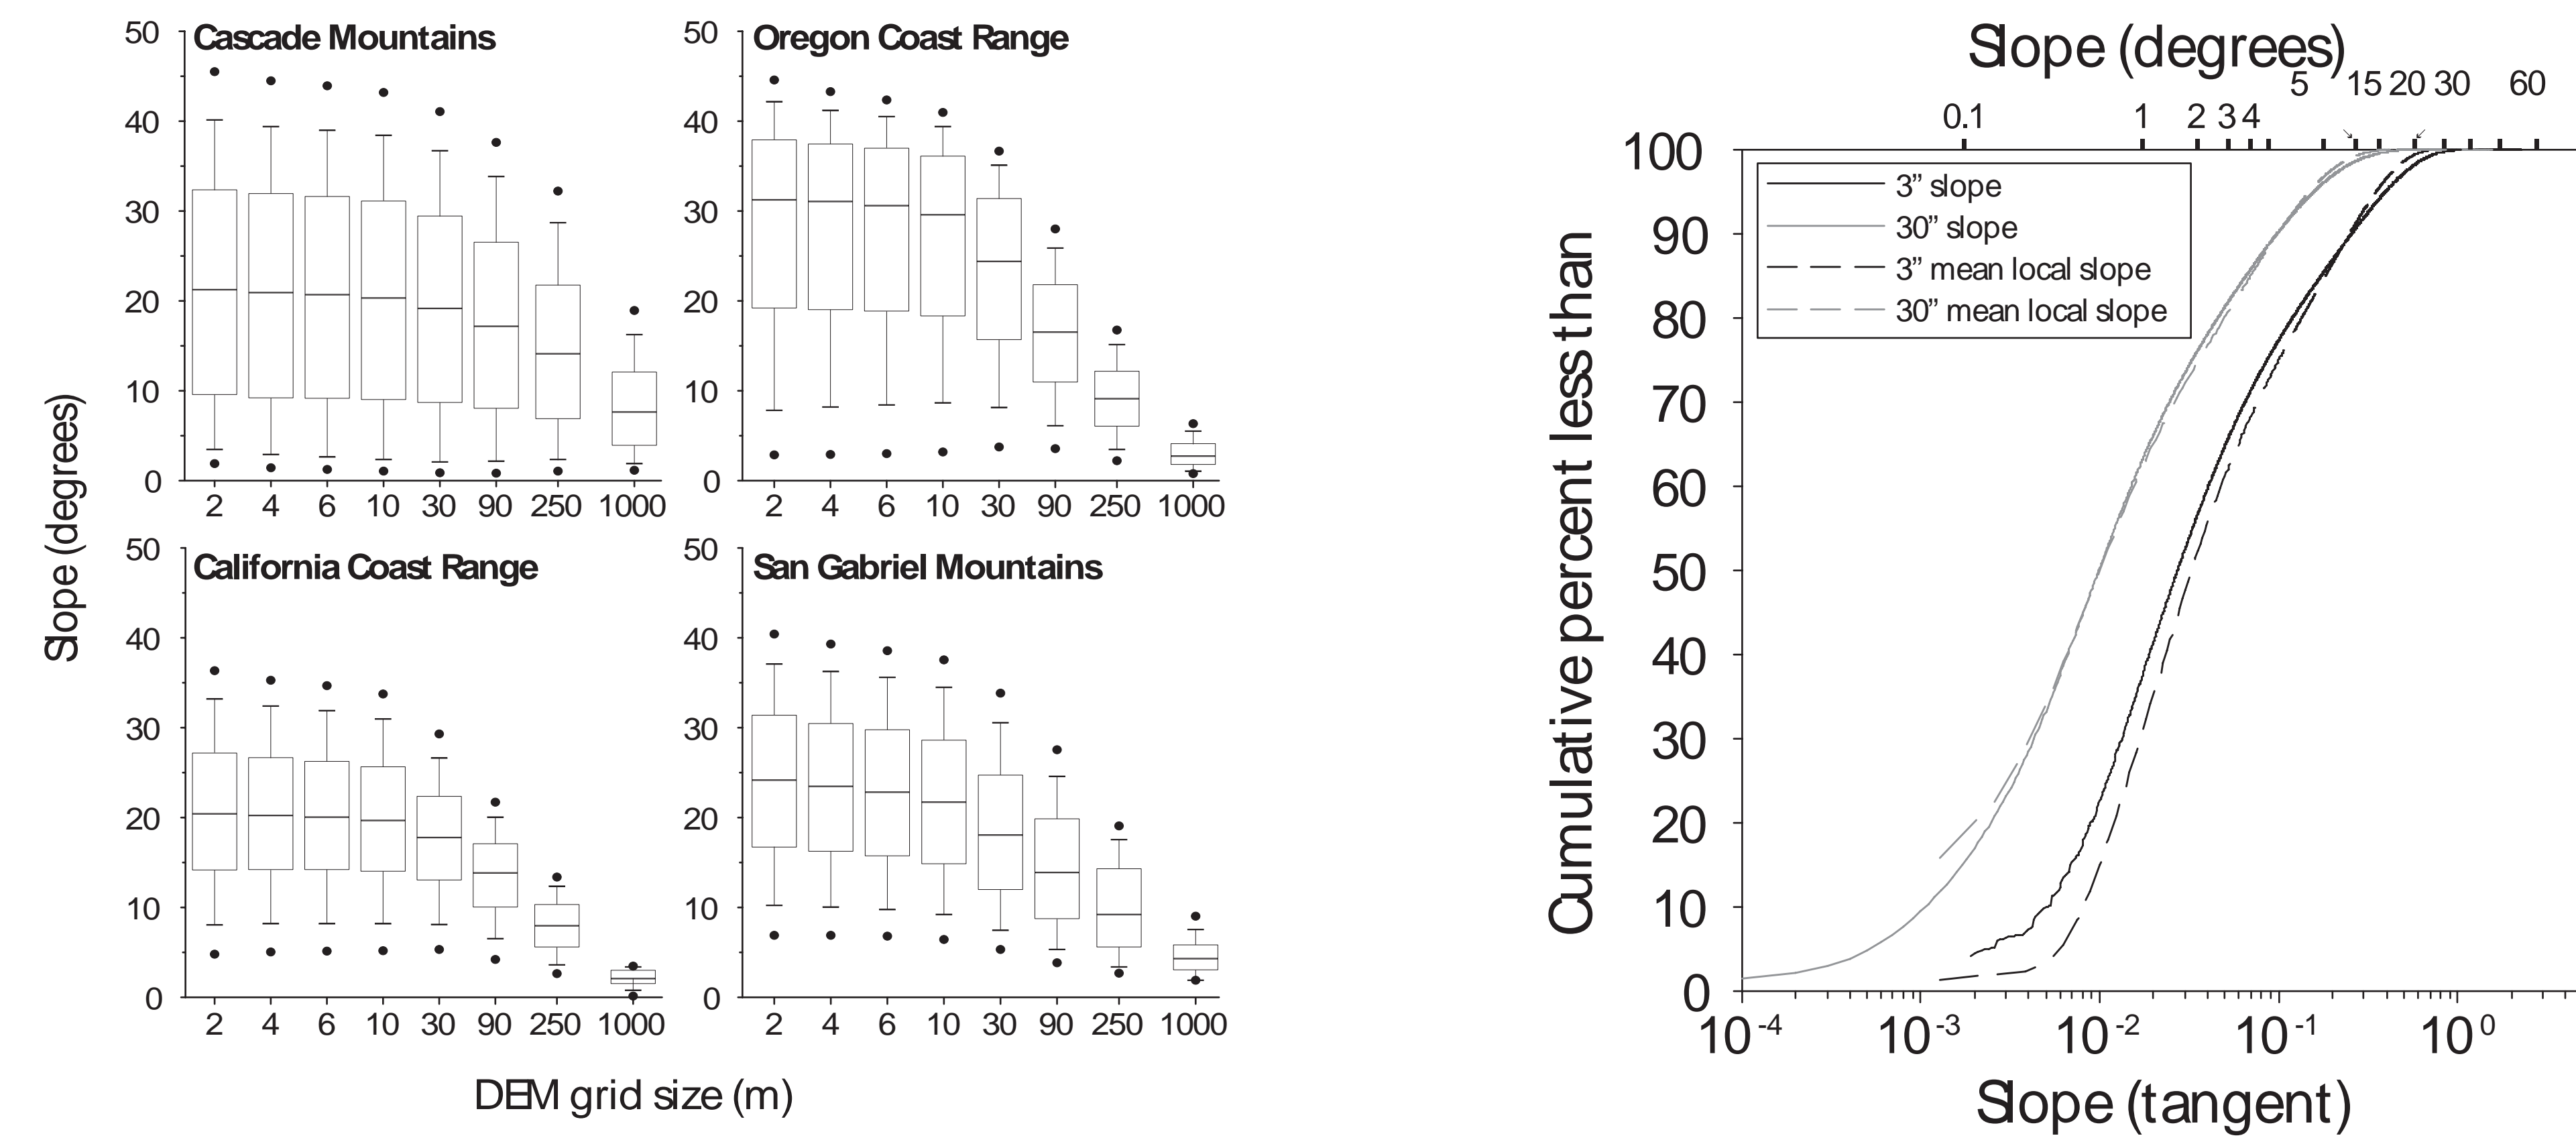 Cascade Mountains
50
40
30
20
10
0
2 4 6 10 30 90 250 1000
Oregon Coast Range
50
40
30
20
10
0
2 4 6 10 30 90 250 1000
California Coast Range
50
40
30
20
10
0
2 4 6 10 30 90 250 1000
San Gabriel Mountains
50
40
30
20
10
0
2 4 6 10 30 90 250 1000
Slope (degrees)
DEM grid size (m)
Slope (degrees)
5 15 20 30 60
0.1 1 2 3 4
3” slope
30” slope
3” mean local slope
30” mean local slope
Cumulative percent less than
100
90
80
70
60
50
40
30
20
10
0
10-4 10-3 10-2 10-1 100
Slope (tangent)